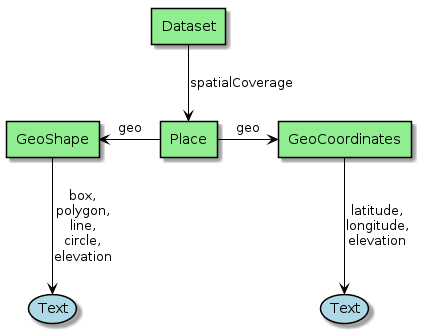 Dataset
spatialCoverage
GeoShape
geo
Place
geo
GeoCoordinates
box,
polygon,
line,
circle,
elevation
latitude,
longitude,
elevation
Text
Text